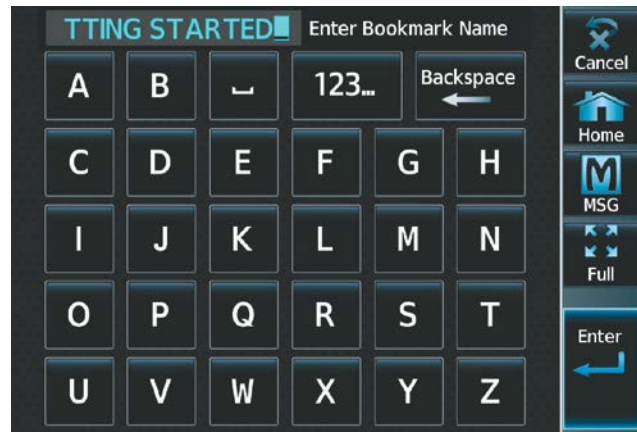 TTING STARTED Enter Bookmark Name
Cancel
A B 123... Backspace
Home
C D E F G H
MSG
I J K L M N
Full
O P Q R S T
Enter
U V W X Y Z